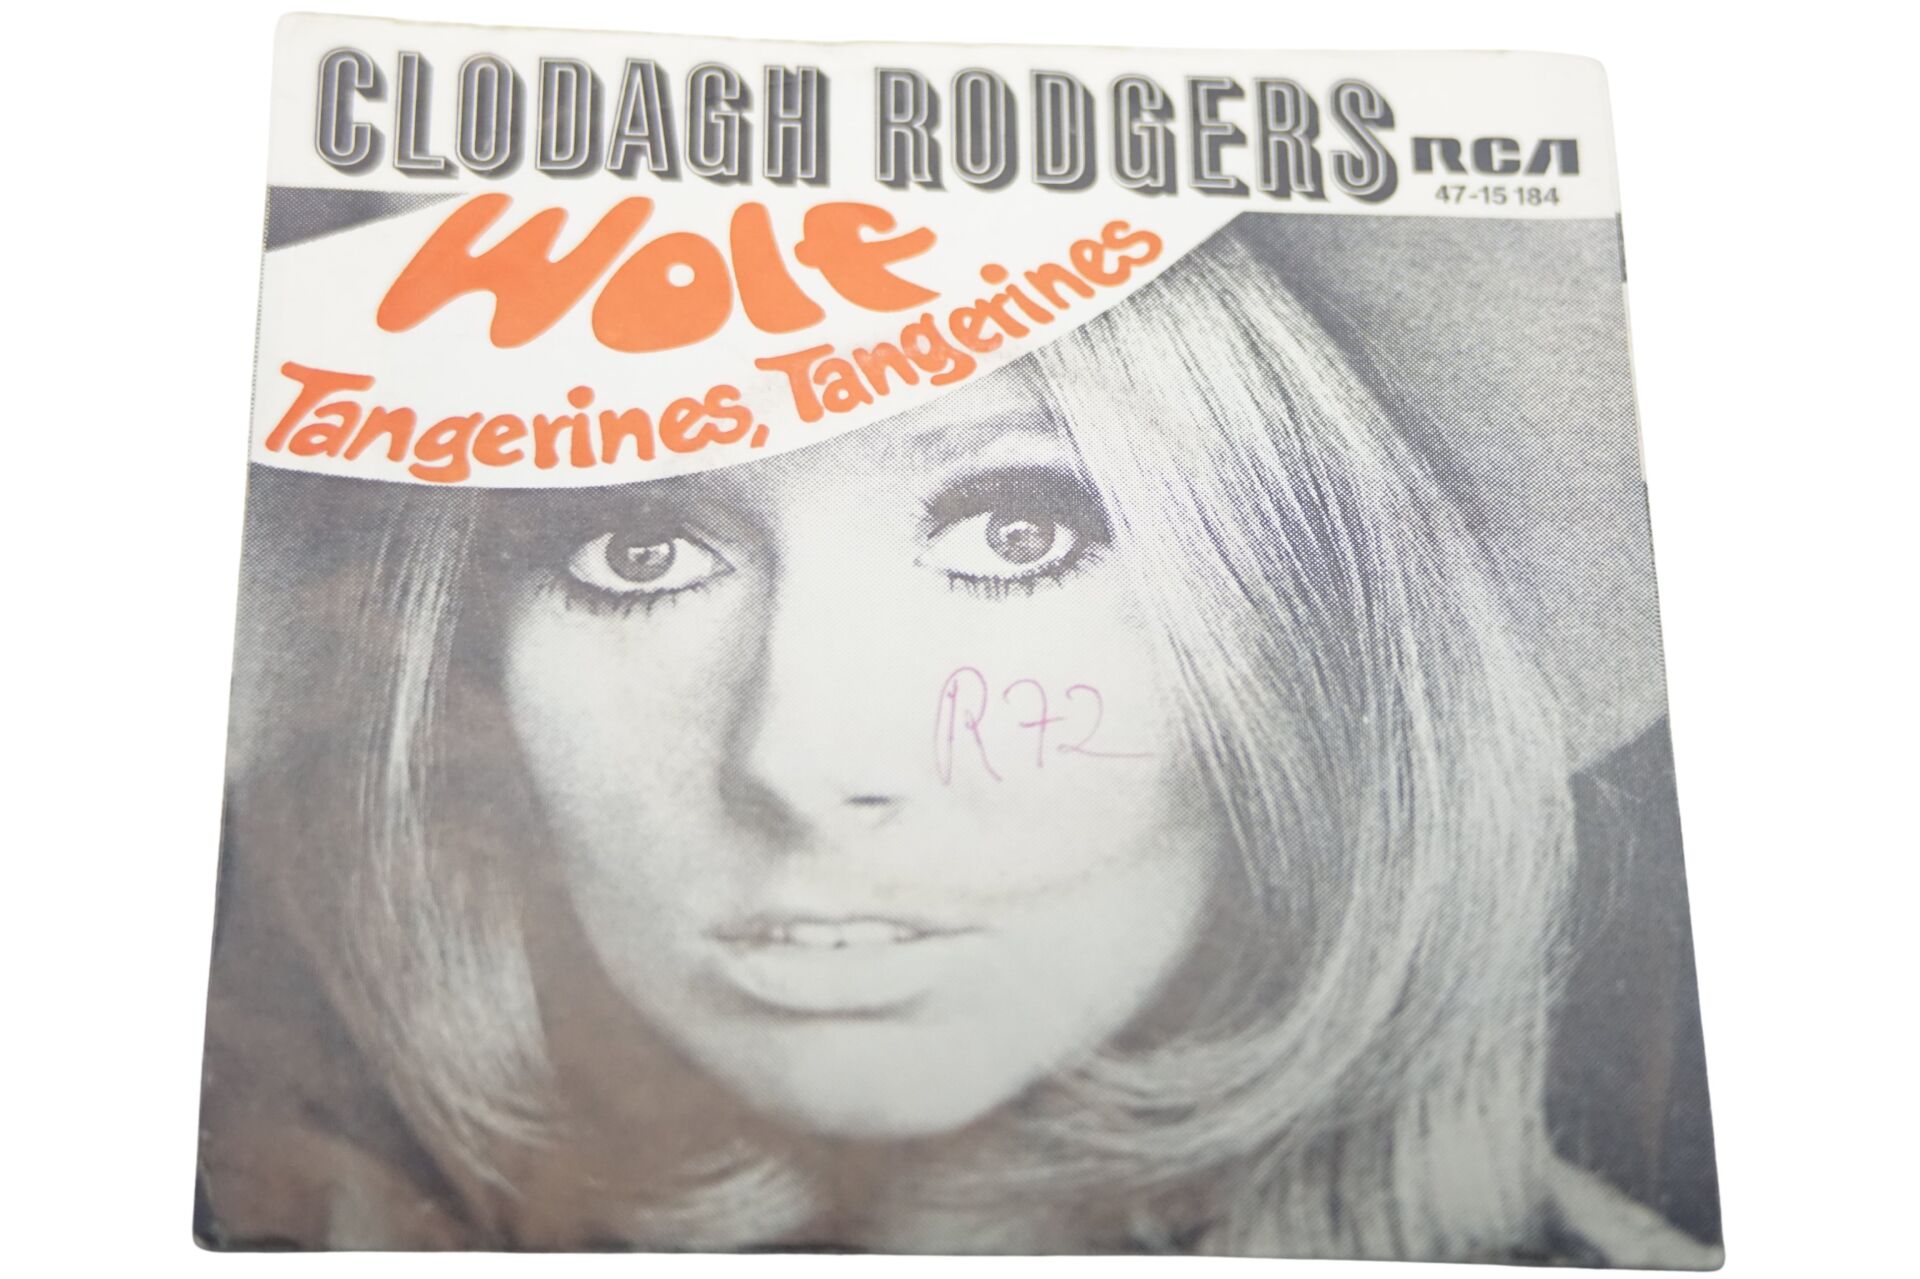 CLODAGH RODGERS
RCA
47-15 184
Wolf
Tangerines, Tangerines
R72